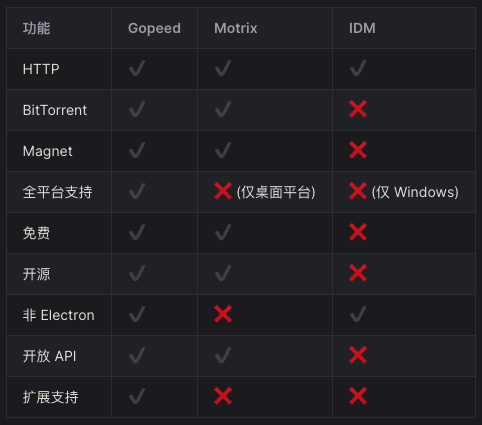 功能 Gopeed Motrix IDM
HTTP ✔ ✔ ✔
BitTorrent ✔ ✔ ❌
Magnet ✔ ✔ ❌
全平台支持 ✔ ❌ (仅桌面平台) ❌ (仅 Windows)
免费 ✔ ✔ ❌
开源 ✔ ✔ ❌
非 Electron ✔ ❌ ✔
开放 API ✔ ✔ ❌
扩展支持 ✔ ❌ ❌